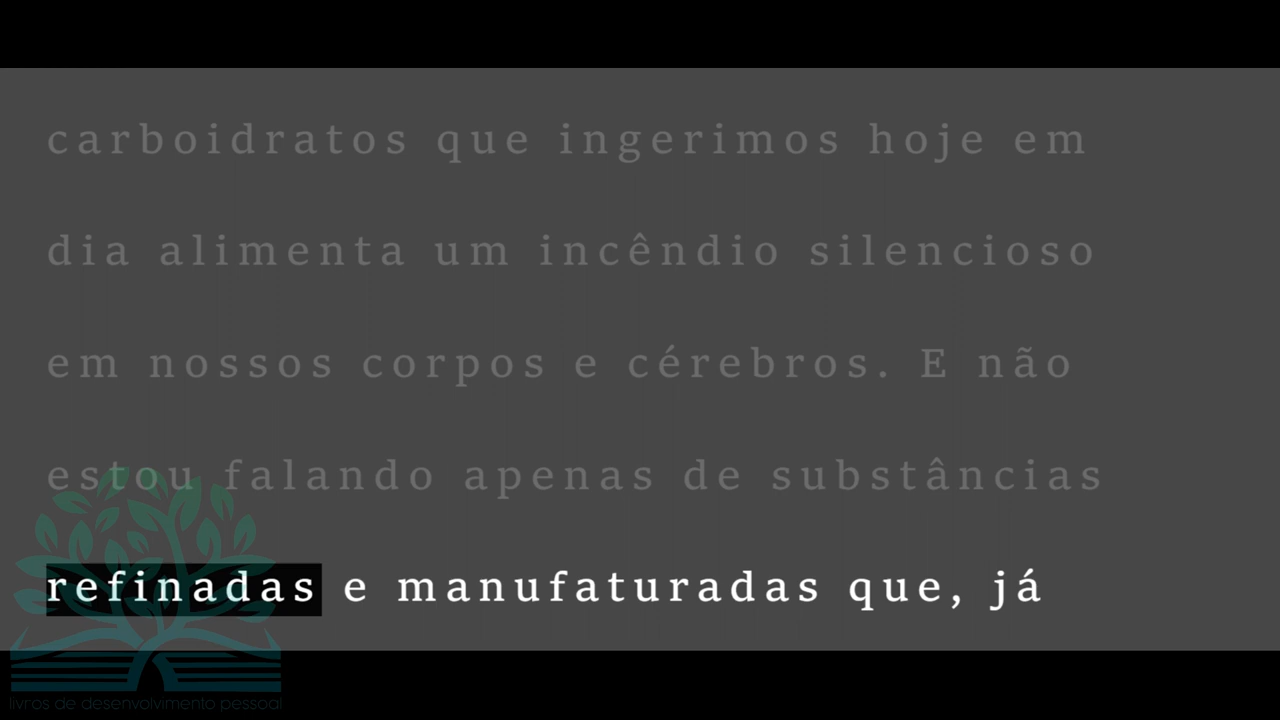 carboidratos que ingerimos hoje em
dia alimenta um incêndio silencioso
em nossos corpos e cérebros. E não
estou falando apenas de substâncias
refinadas e manufaturadas que, já
livros de desenvolvimento pessoal